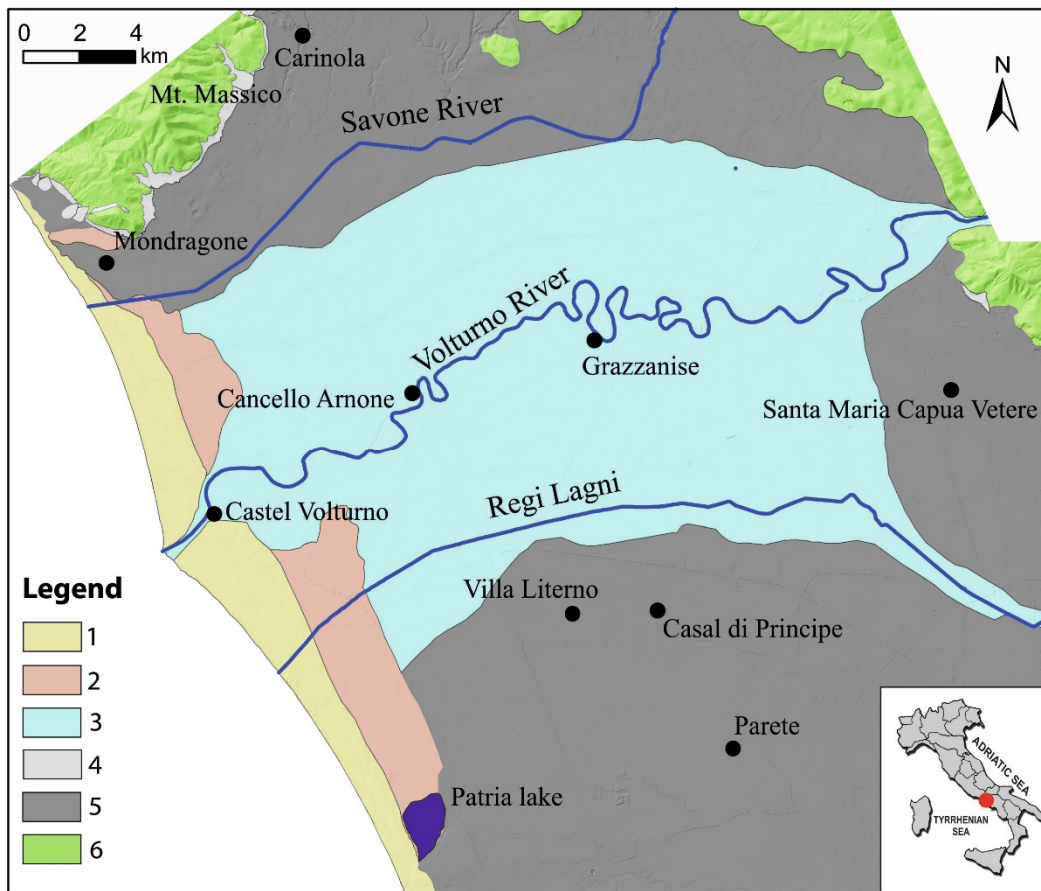 0 2 4
km
Carinola
N
Mt. Massico
Savone River
Mondragone
Volturno River
Grazzanise
Cancello Arnone
Santa Maria Capua Vetere
Regi Lagni
Castel Volturno
Legend
1
2
3
4
5
6
Villa Literno
Casal di Principe
Parete
Patria lake
ADRIATIC SEA
TYRRHENIAN
SEA